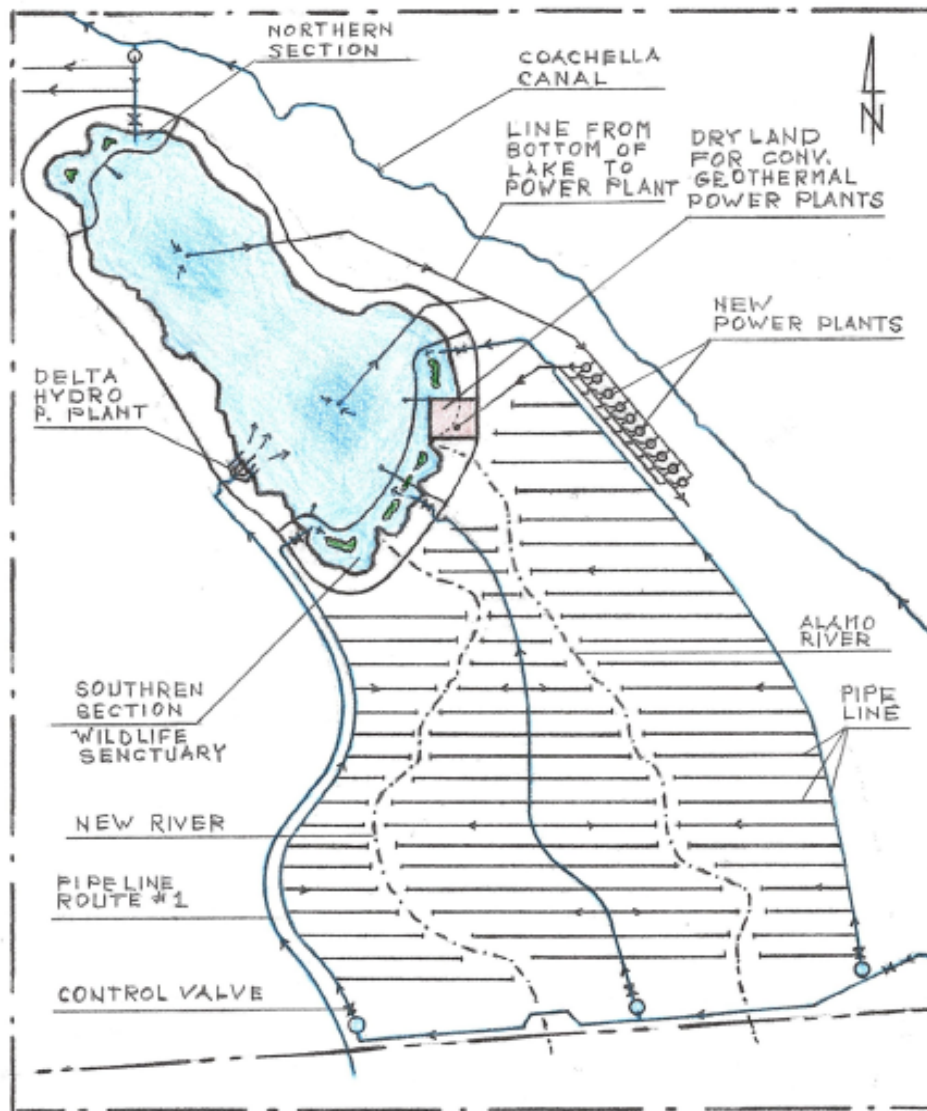 NORTHERN
SECTION
COACHELLA
CANAL
N
LINE FROM
BOTTOM OF
LAKE TO
POWER PLANT
DRY LAND
FOR CONV.
GEOTHERMAL
POWER PLANTS
NEW
POWER PLANTS
DELTA
HYDRO
P. PLANT
ALAMO
RIVER
SOUTHREN
SECTION
WILDLIFE
SENCTUARY
PIPE
LINE
NEW RIVER
PIPELINE
ROUTE #1
CONTROL VALVE